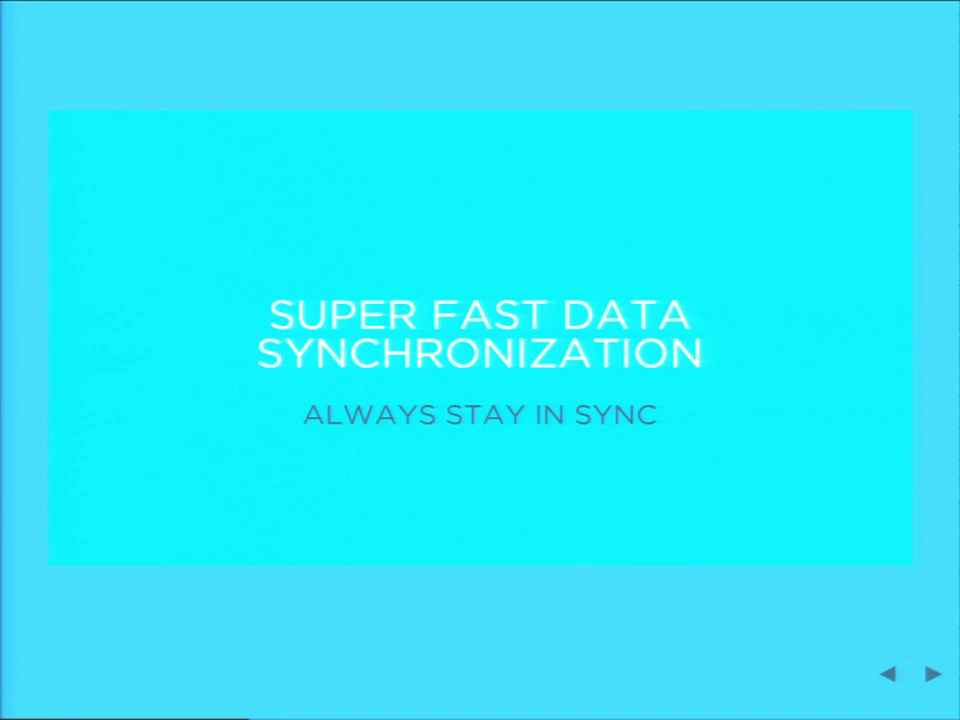 SUPER FAST DATA
SYNCHRONIZATION
ALWAYS STAY IN SYNC